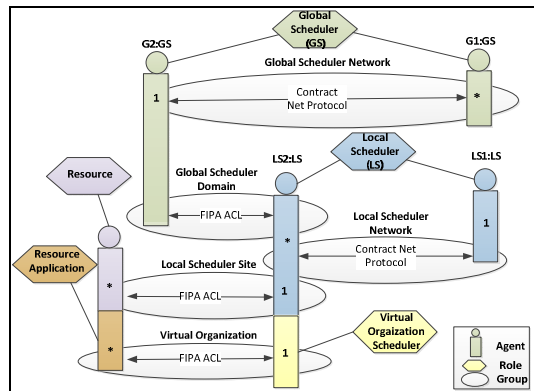 G2:GS
Global
Scheduler
(GS)
G1:GS
Global Scheduler Network
1
Contract
Net Protocol
*
Local
Scheduler
(LS)
Resource
Global Scheduler
Domain
LS2:LS
LS1:LS
FIPA ACL
Local Scheduler
Network
1
Resource
Application
*
Contract Net
Protocol
Local Scheduler Site
*
FIPA ACL
1
Virtual Organization
Virtual
Orgaization
Scheduler
*
FIPA ACL
1
Agent
Role
Group